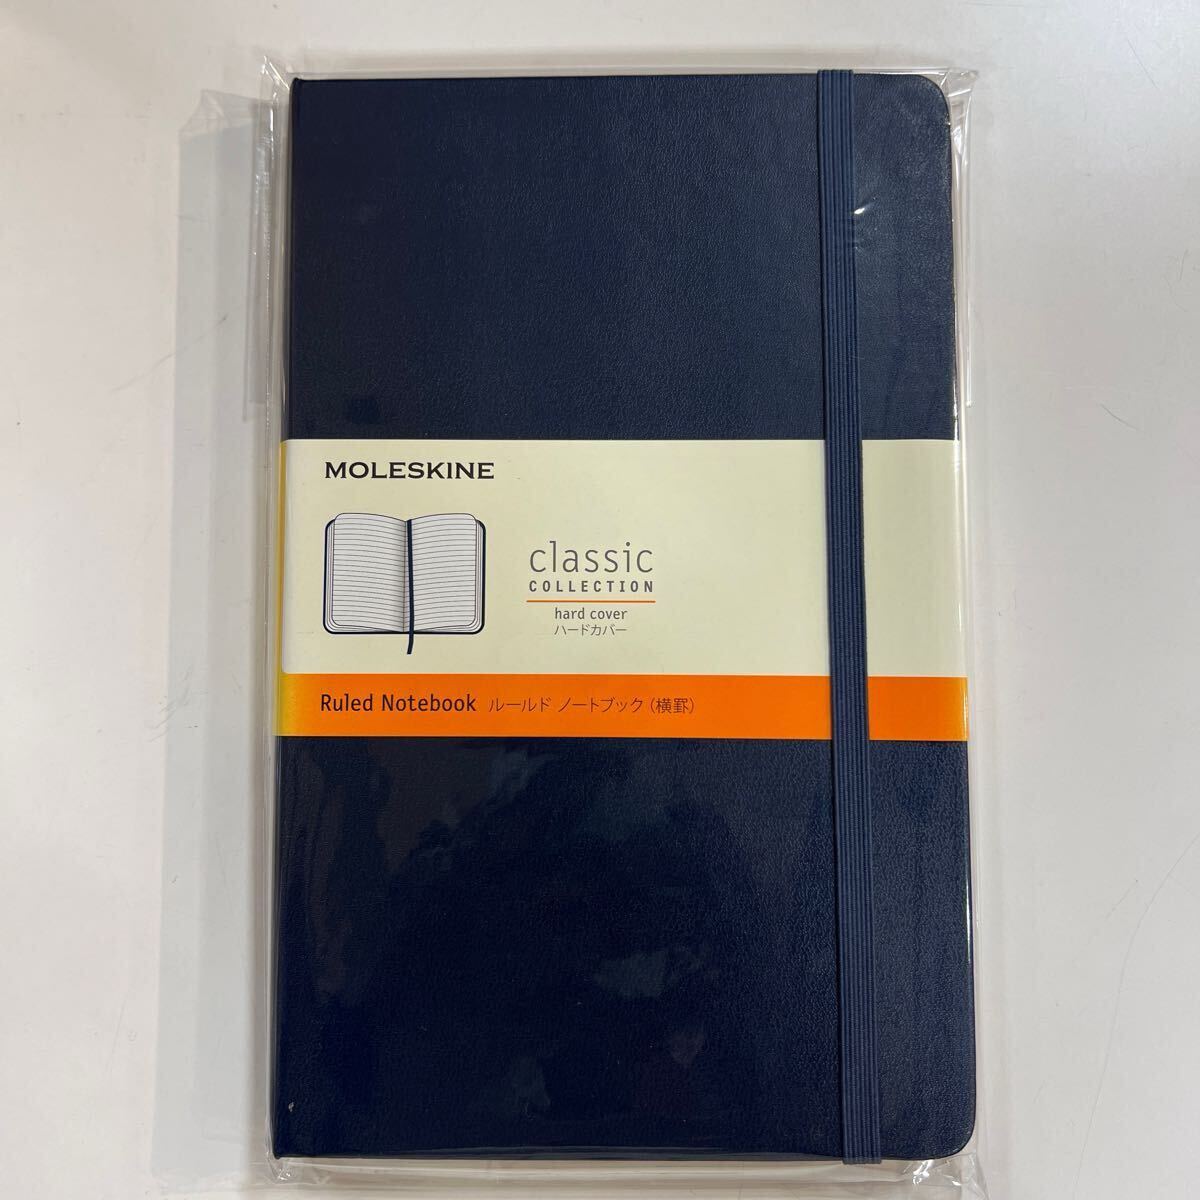 MOLESKINE
classic
COLLECTION
hard cover
ハードカバー
Ruled Notebook ルールド ノートブック（横罫）